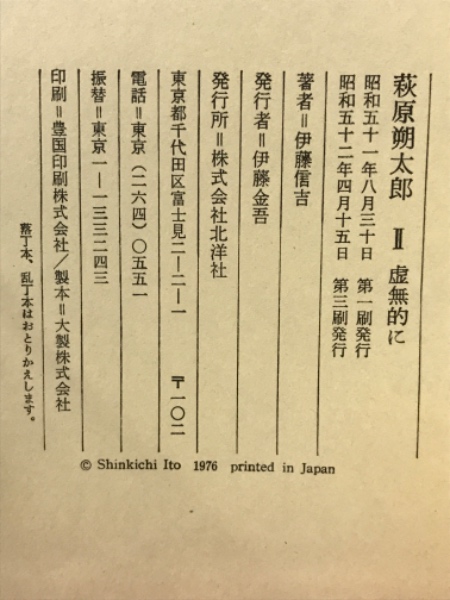 萩原朔太郎 Ⅱ 虚無的に
昭和五十一年八月三十日 第一刷発行
昭和五十二年四月十五日 第三刷発行
著者＝伊藤信吉
発行者＝伊藤金吾
発行所＝株式会社北洋社
東京都千代田区富士見二―二―一 〒一〇二
電話＝東京（二六四）〇五五一
振替＝東京一―一三三二四三
印刷＝豊国印刷株式会社／製本＝大製株式会社
落丁本、乱丁本はおとりかえします。
© Shinkichi Ito 1976 printed in Japan